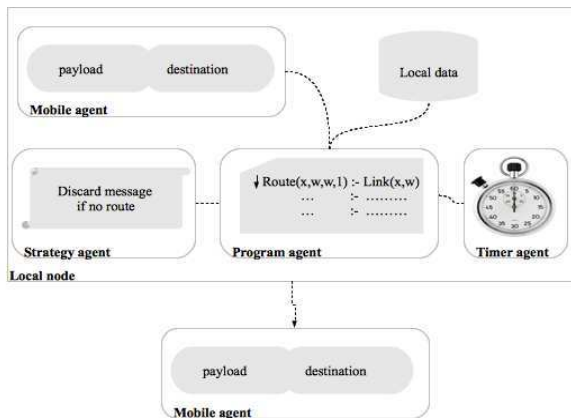 payload destination
Mobile agent
Local data
Discard message
if no route
Strategy agent
Route(x,w,w,1) :- Link(x,w)
... :- .........
... :- .........
Program agent
Timer agent
Local node
payload destination
Mobile agent